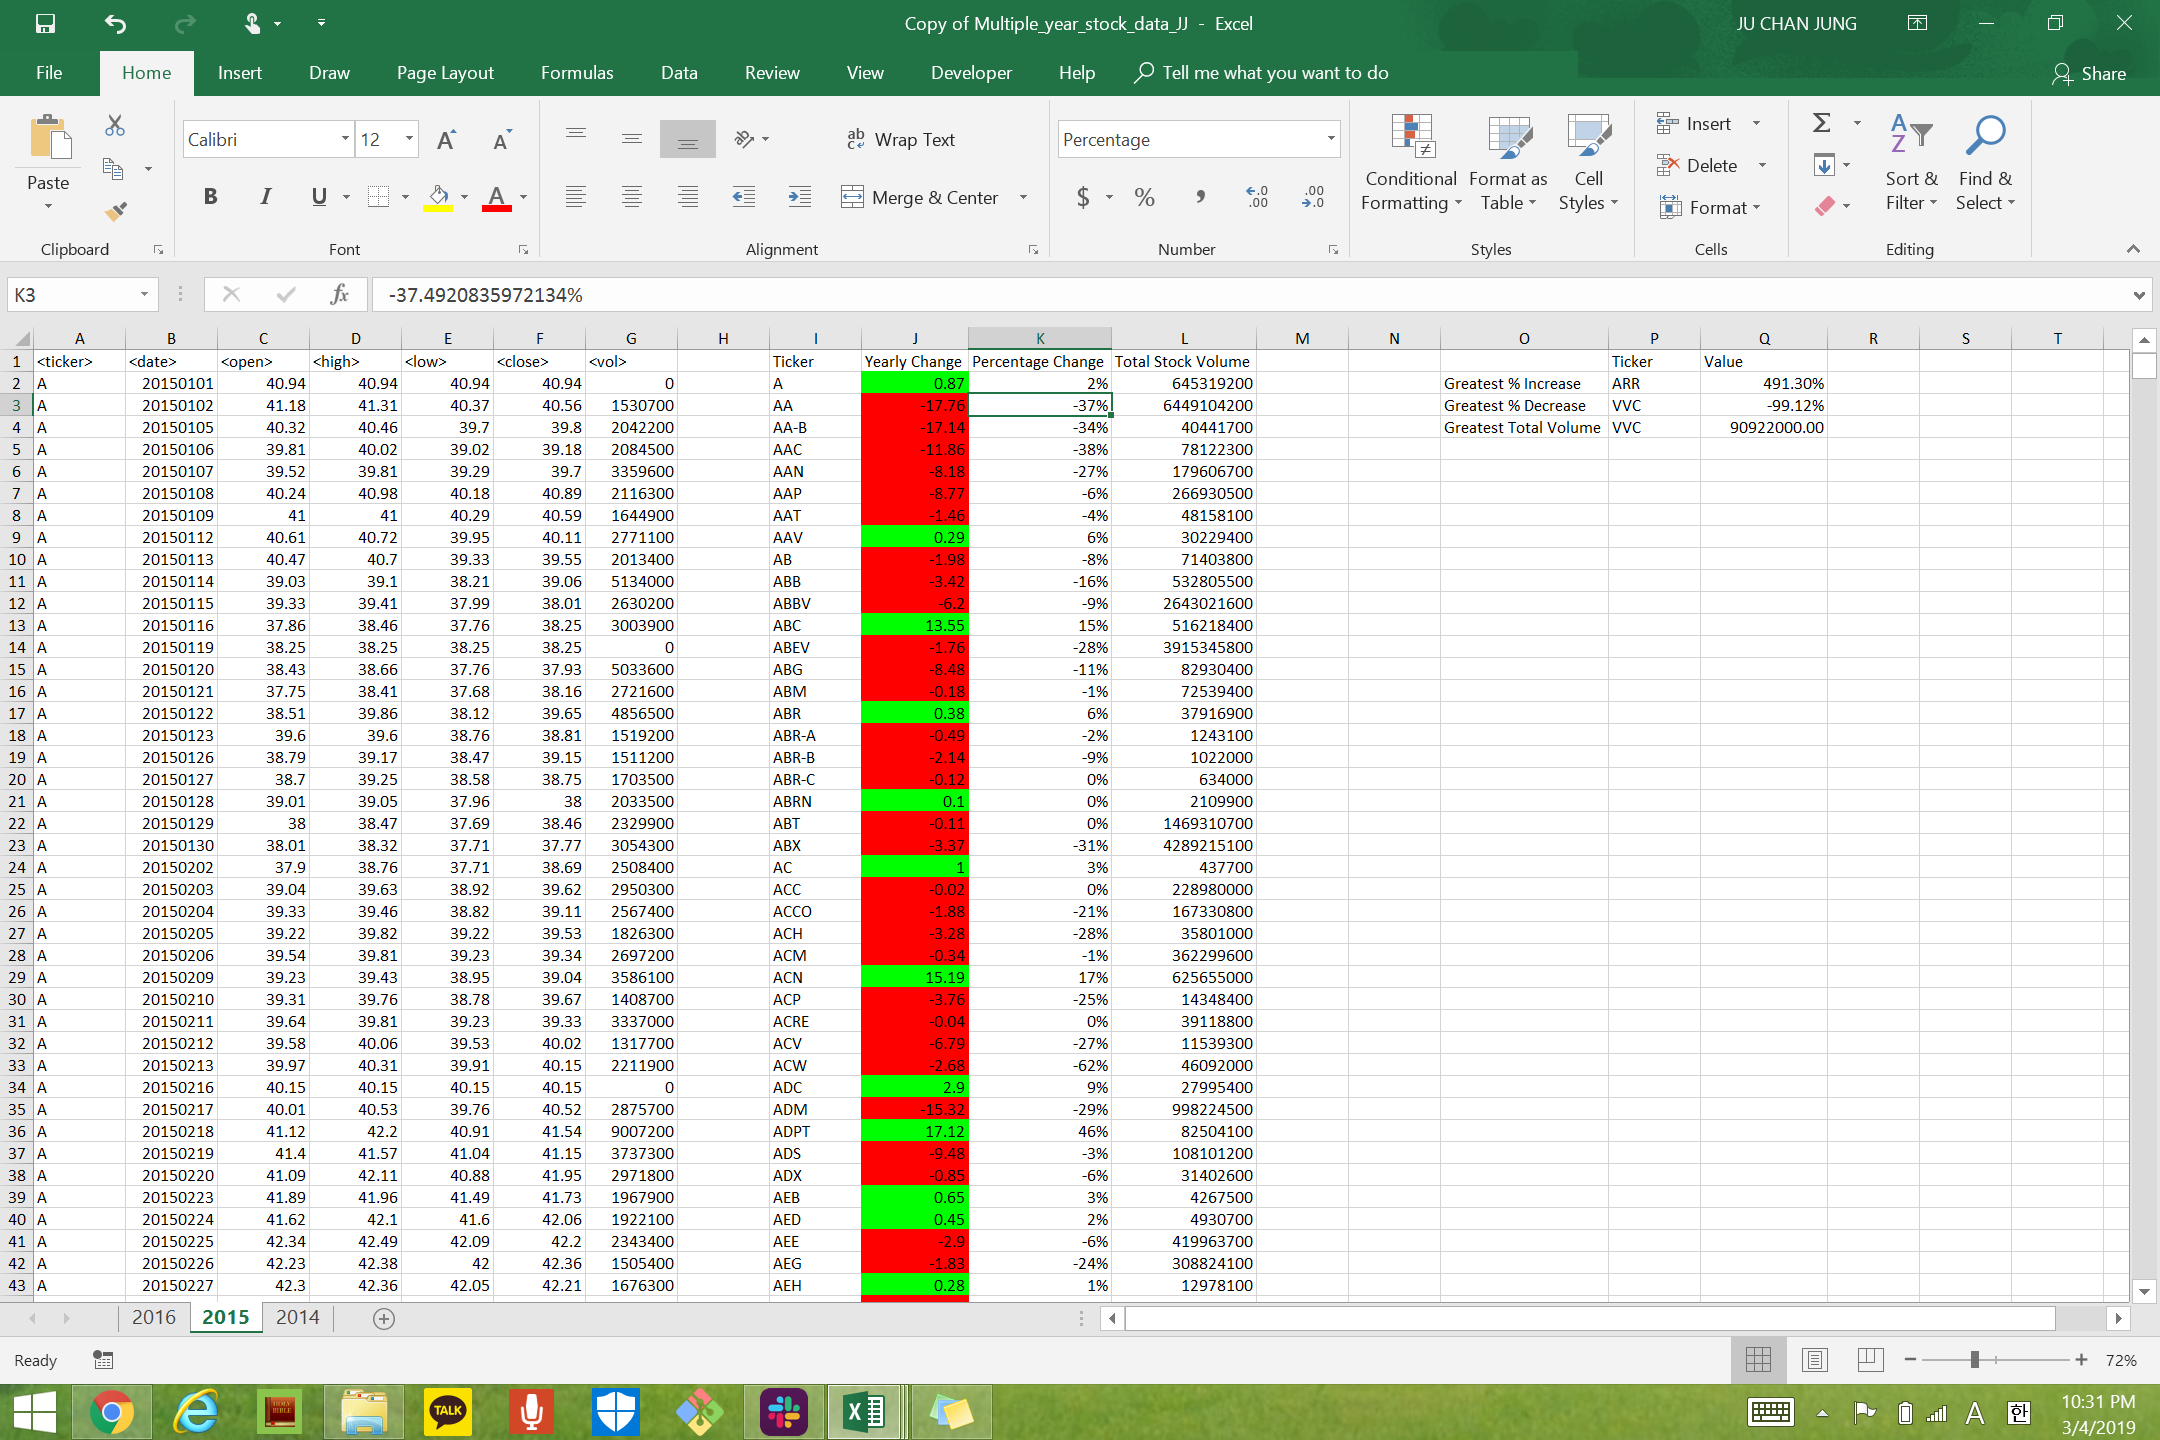 Copy of Multiple_year_stock_data_JJ - Excel
JU CHAN JUNG
File Home Insert Draw Page Layout Formulas Data Review View Developer Help Tell me what you want to do Share
Paste
Calibri 12
Wrap Text
Merge & Center
Percentage
Conditional Formatting
Format as Table
Cell Styles
Insert
Delete
Format
Sort & Filter
Find & Select
Clipboard Font Alignment Number Styles Cells Editing
K3 fx -37.4920835972134%
A B C D E F G H I J K L M N O P Q R S T
1 <ticker> <date> <open> <high> <low> <close> <vol> Ticker Yearly Change Percentage Change Total Stock Volume Ticker Value
2 A 20150101 40.94 40.94 40.94 40.94 0 A 0.87 2% 645319200 Greatest % Increase ARR 491.30%
3 A 20150102 41.18 41.31 40.37 40.56 1530700 AA -17.76 -37% 6449104200 Greatest % Decrease VVC -99.12%
4 A 20150105 40.32 40.46 39.7 39.8 2042200 AA-B -17.14 -34% 40441700 Greatest Total Volume VVC 90922000.00
5 A 20150106 39.81 40.02 39.02 39.18 2084500 AAC -11.86 -38% 78122300
6 A 20150107 39.52 39.81 39.29 39.7 3359600 AAN -8.18 -27% 179606700
7 A 20150108 40.24 40.98 40.18 40.89 2116300 AAP -8.77 -6% 266930500
8 A 20150109 41 41 40.29 40.59 1644900 AAT -1.46 -4% 48158100
9 A 20150112 40.61 40.72 39.95 40.11 2771100 AAV 0.29 6% 30229400
10 A 20150113 40.47 40.7 39.33 39.55 2013400 AB -1.98 -8% 71403800
11 A 20150114 39.03 39.1 38.21 39.06 5134000 ABB -3.42 -16% 532805500
12 A 20150115 39.33 39.41 37.99 38.01 2630200 ABBV -6.2 -9% 2643021600
13 A 20150116 37.86 38.46 37.76 38.25 3003900 ABC 13.55 15% 516218400
14 A 20150119 38.25 38.25 38.25 38.25 0 ABEV -1.76 -28% 3915345800
15 A 20150120 38.43 38.66 37.76 37.93 5033600 ABG -8.48 -11% 82930400
16 A 20150121 37.75 38.41 37.68 38.16 2721600 ABM -0.18 -1% 72539400
17 A 20150122 38.51 39.86 38.12 39.65 4856500 ABR 0.38 6% 37916900
18 A 20150123 39.6 39.6 38.76 38.81 1519200 ABR-A -0.49 -2% 1243100
19 A 20150126 38.79 39.17 38.47 39.15 1511200 ABR-B -2.14 -9% 1022000
20 A 20150127 38.7 39.25 38.58 38.75 1703500 ABR-C -0.12 0% 634000
21 A 20150128 39.01 39.05 37.96 38 2033500 ABRN 0.1 0% 2109900
22 A 20150129 38 38.47 37.69 38.46 2329900 ABT -0.11 0% 1469310700
23 A 20150130 38.01 38.32 37.71 37.77 3054300 ABX -3.37 -31% 4289215100
24 A 20150202 37.9 38.76 37.71 38.69 2508400 AC 1 3% 437700
25 A 20150203 39.04 39.63 38.92 39.62 2950300 ACC -0.02 0% 228980000
26 A 20150204 39.33 39.46 38.82 39.11 2567400 ACCO -1.88 -21% 167330800
27 A 20150205 39.22 39.82 39.22 39.53 1826300 ACH -3.28 -28% 35801000
28 A 20150206 39.54 39.81 39.23 39.34 2697200 ACM -0.34 -1% 362299600
29 A 20150209 39.23 39.43 38.95 39.04 3586100 ACN 15.19 17% 625655000
30 A 20150210 39.31 39.76 38.78 39.67 1408700 ACP -3.76 -25% 14348400
31 A 20150211 39.64 39.81 39.23 39.33 3337000 ACRE -0.04 0% 39118800
32 A 20150212 39.58 40.06 39.53 40.02 1317700 ACV -6.79 -27% 11539300
33 A 20150213 39.97 40.31 39.91 40.15 2211900 ACW -2.68 -62% 46092000
34 A 20150216 40.15 40.15 40.15 40.15 0 ADC 2.9 9% 27995400
35 A 20150217 40.01 40.53 39.76 40.52 2875700 ADM -15.32 -29% 998224500
36 A 20150218 41.12 42.2 40.91 41.54 9007200 ADPT 17.12 46% 82504100
37 A 20150219 41.4 41.57 41.04 41.15 3737300 ADS -9.48 -3% 108101200
38 A 20150220 41.09 42.11 40.88 41.95 2971800 ADX -0.85 -6% 31402600
39 A 20150223 41.89 41.96 41.49 41.73 1967900 AEB 0.65 3% 4267500
40 A 20150224 41.62 42.1 41.6 42.06 1922100 AED 0.45 2% 4930700
41 A 20150225 42.34 42.49 42.09 42.2 2343400 AEE -2.9 -6% 419963700
42 A 20150226 42.23 42.38 42 42.36 1505400 AEG -1.83 -24% 308824100
43 A 20150227 42.3 42.36 42.05 42.21 1676300 AEH 0.28 1% 12978100
2016 2015 2014
Ready 72%
HOLY BIBLE
TALK
A 한
10:31 PM
3/4/2019